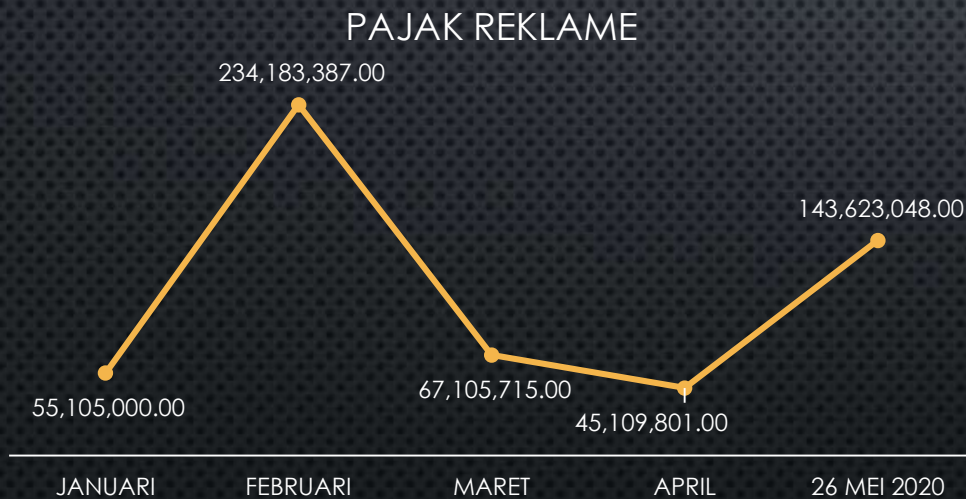 PAJAK REKLAME
234,183,387.00
143,623,048.00
67,105,715.00
55,105,000.00
45,109,801.00
JANUARI FEBRUARI MARET APRIL 26 MEI 2020